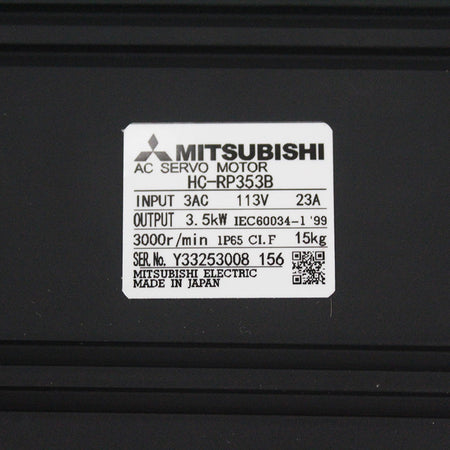 MITSUBISHI
AC SERVO MOTOR
HC-RP353B
INPUT 3AC 113V 23A
OUTPUT 3.5kW IEC60034-1 '99
3000r/min IP65 CI.F 15kg
SER.No. Y33253008 156
MITSUBISHI ELECTRIC
MADE IN JAPAN